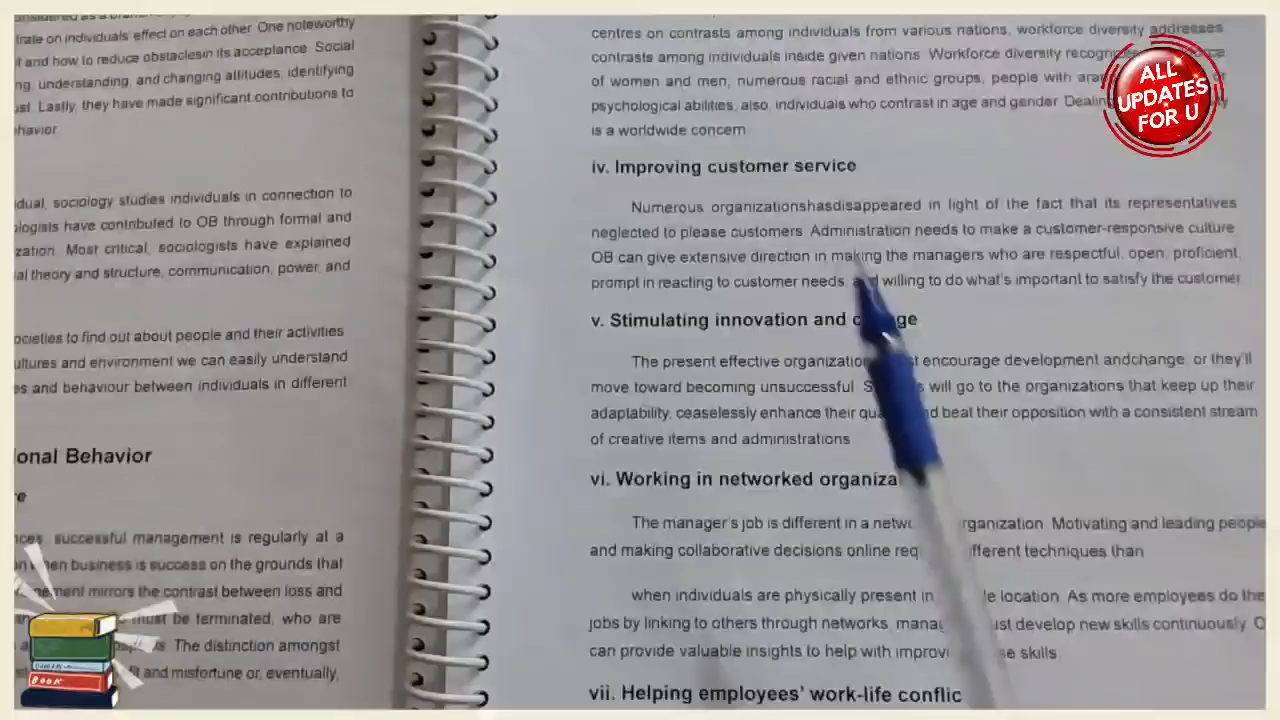 trate on individuals' effect on each other. One noteworthy
it and how to reduce obstaclesin its acceptance. Social
ng, understanding, and changing attitudes, identifying
ust. Lastly, they have made significant contributions to
havior.
dual, sociology studies individuals in connection to
ologists have contributed to OB through formal and
zation. Most critical, sociologists have explained
al theory and structure, communication, power, and
ocieties to find out about people and their activities
ultures and environment we can easily understand
es and behaviour between individuals in different
onal Behavior
re
nces, successful management is regularly at a
n when business is success on the grounds that
ement mirrors the contrast between loss and
must be terminated, who are
The distinction amongst
fit and misfortune or, eventually,
centres on contrasts among individuals from various nations, workforce diversity addresses
contrasts among individuals inside given nations. Workforce diversity
of women and men, numerous racial and ethnic groups, people with
psychological abilities, also, individuals who contrast in age and gender.
is a worldwide concern.
iv. Improving customer service
Numerous organizationshasdisappeared in light of the fact that its representatives
neglected to please customers. Administration needs to make a customer-responsive culture.
OB can give extensive direction in making the managers who are respectful, open, proficient,
prompt in reacting to customer needs, and willing to do what's important to satisfy the customer.
v. Stimulating innovation and change
The present effective organization encourage development andchange, or they'll
move toward becoming unsuccessful. will go to the organizations that keep up their
adaptability, ceaselessly enhance their and beat their opposition with a consistent stream
of creative items and administrations.
vi. Working in networked organiza
The manager's job is different in a organization. Motivating and leading people
and making collaborative decisions online different techniques than
when individuals are physically present in location. As more employees do the
jobs by linking to others through networks, must develop new skills continuously. O
can provide valuable insights to help with skills.
vii. Helping employees' work-life conflic
ALL
UPDATES
FOR U
BOOK